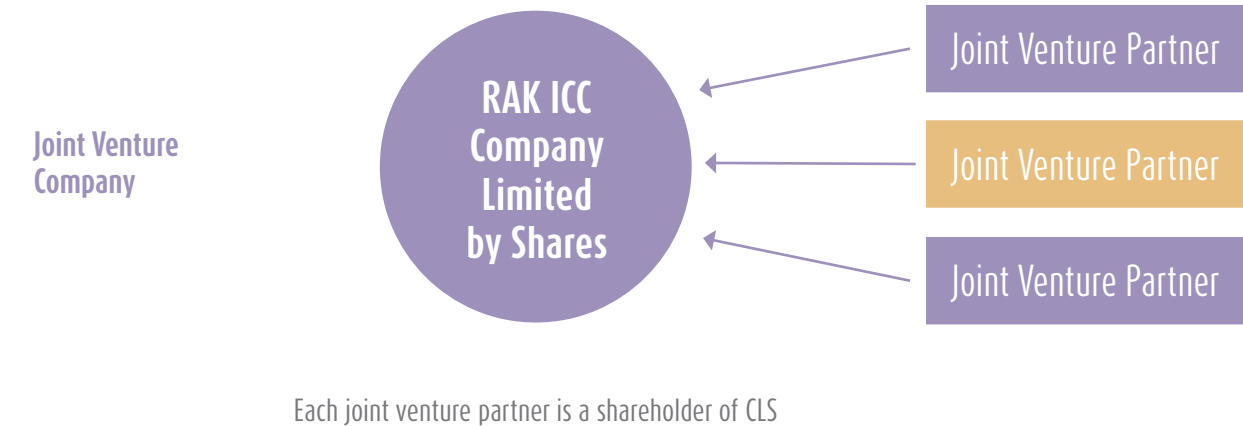 Joint Venture
Company
RAK ICC
Company
Limited
by Shares
Joint Venture Partner
Joint Venture Partner
Joint Venture Partner
Each joint venture partner is a shareholder of CLS